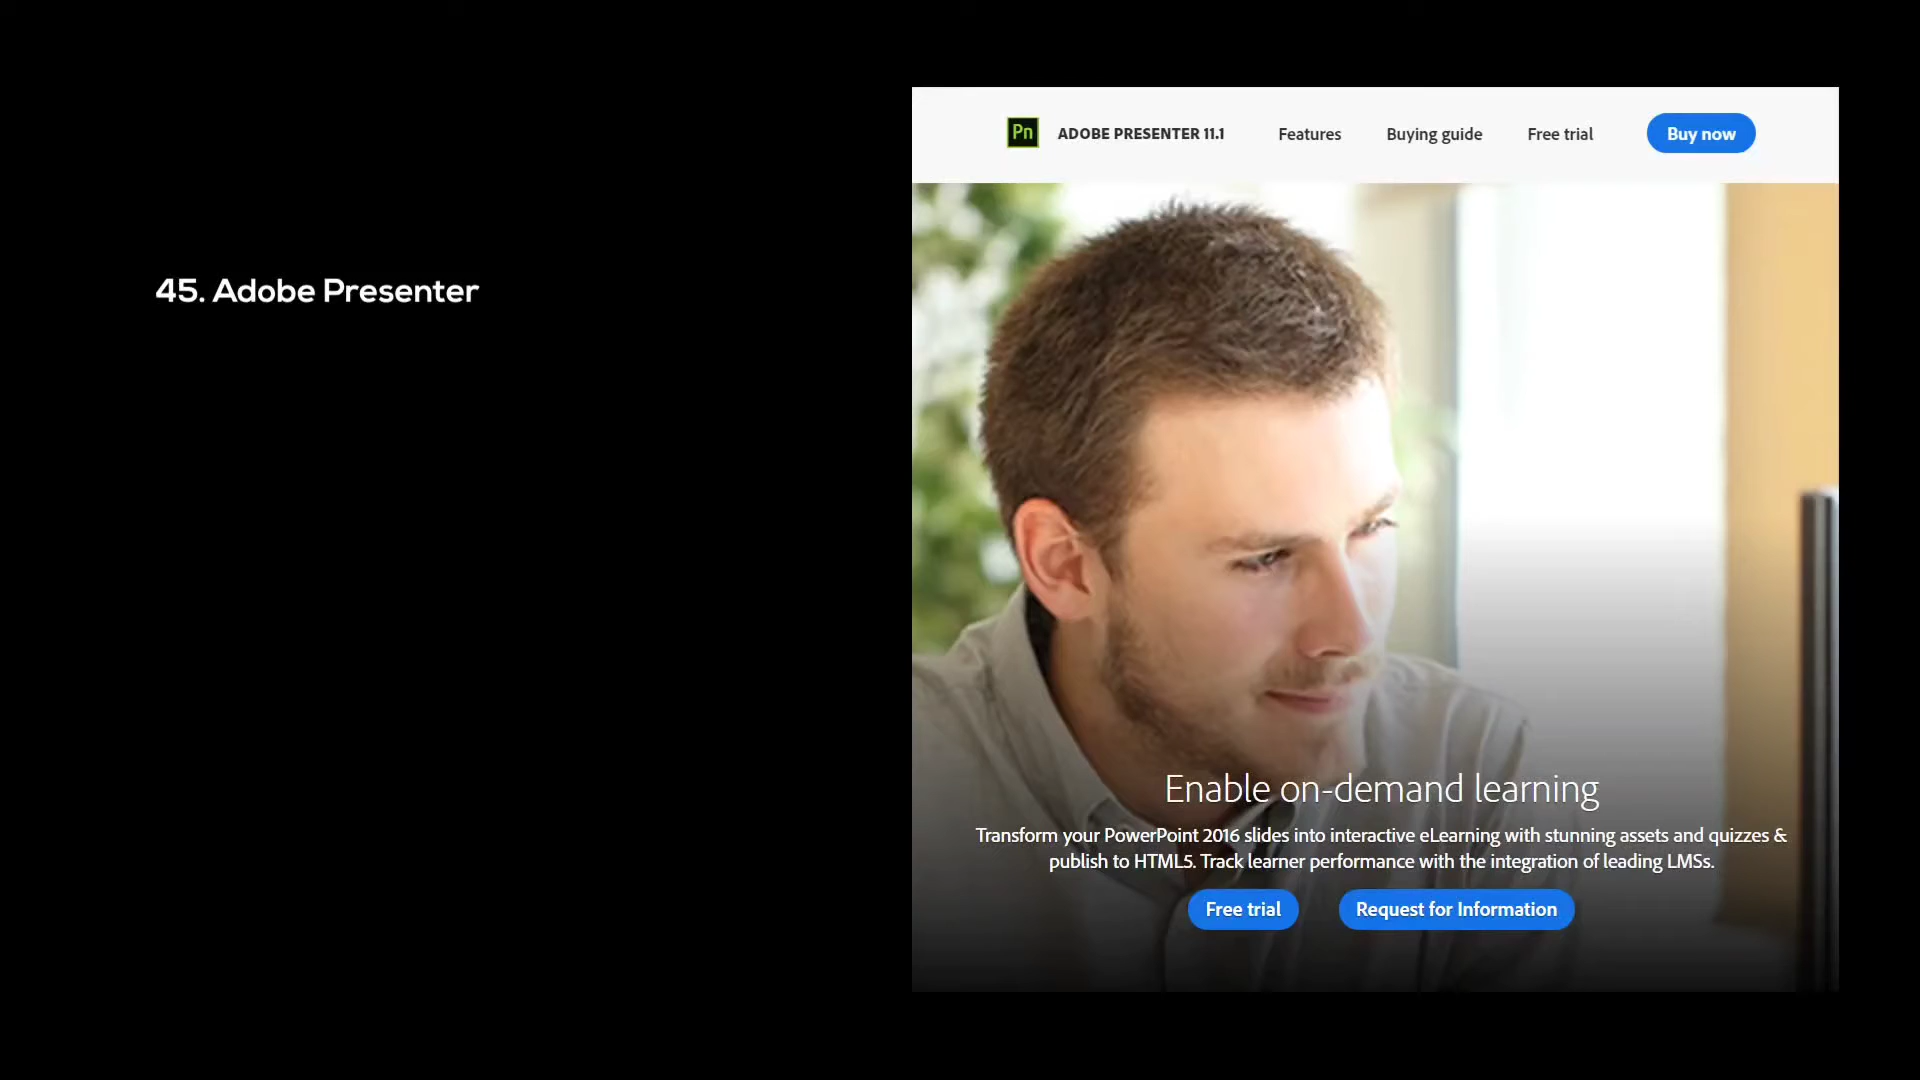 45. Adobe Presenter
Pn ADOBE PRESENTER 11.1 Features Buying guide Free trial Buy now
Enable on-demand learning
Transform your PowerPoint 2016 slides into interactive eLearning with stunning assets and quizzes &
publish to HTML5. Track learner performance with the integration of leading LMSs.
Free trial Request for Information